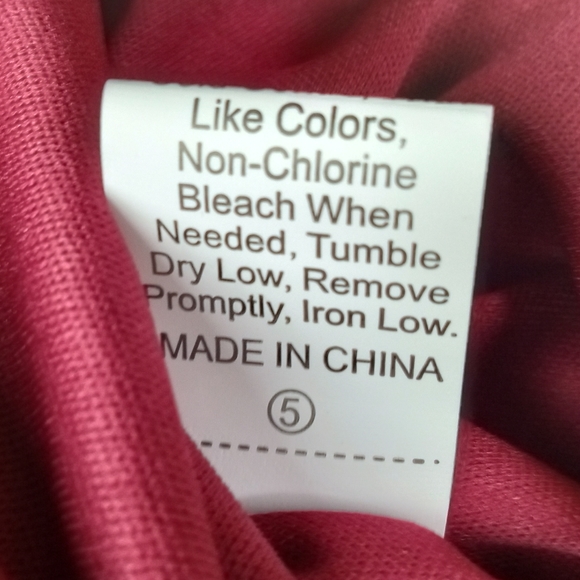 Like Colors,
Non-Chlorine
Bleach When
Needed, Tumble
Dry Low, Remove
Promptly, Iron Low.
MADE IN CHINA
5